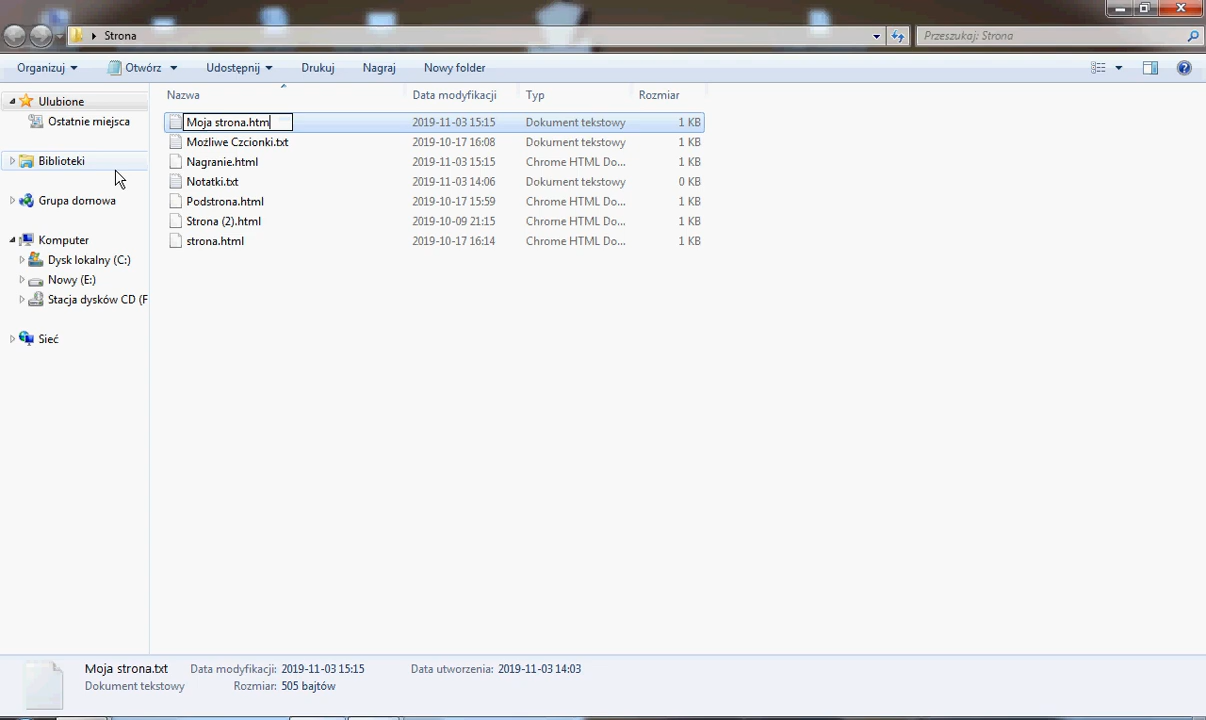 Strona
Przeszukaj: Strona
Organizuj Otwórz Udostępnij Drukuj Nagraj Nowy folder
Ulubione
Ostatnie miejsca
Biblioteki
Grupa domowa
Komputer
Dysk lokalny (C:)
Nowy (E:)
Stacja dysków CD (F
Sieć
Nazwa Data modyfikacji Typ Rozmiar
Moja strona.htm 2019-11-03 15:15 Dokument tekstowy 1 KB
Możliwe Czcionki.txt 2019-10-17 16:08 Dokument tekstowy 1 KB
Nagranie.html 2019-11-03 15:15 Chrome HTML Do... 1 KB
Notatki.txt 2019-11-03 14:06 Dokument tekstowy 0 KB
Podstrona.html 2019-10-17 15:59 Chrome HTML Do... 1 KB
Strona (2).html 2019-10-09 21:15 Chrome HTML Do... 1 KB
strona.html 2019-10-17 16:14 Chrome HTML Do... 1 KB
Moja strona.txt Data modyfikacji: 2019-11-03 15:15 Data utworzenia: 2019-11-03 14:03
Dokument tekstowy Rozmiar: 505 bajtów